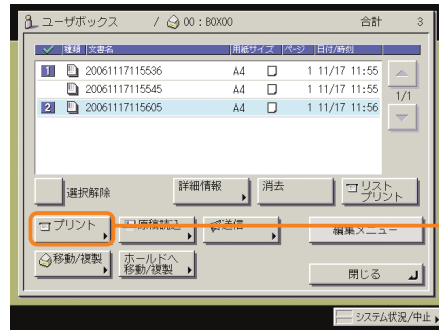 ユーザボックス / 00 : BOX00 合計 3
種類 文書名 用紙サイズ ページ 日付/時刻
1 20061117115536 A4 1 11/17 11:55
20061117115545 A4 1 11/17 11:55
2 20061117115605 A4 1 11/17 11:56
1/1
選択解除 詳細情報 消去 リスト
プリント
プリント 原稿読込 送信 編集メニュー
移動/複製 ホールドへ
移動/複製
閉じる
システム状況/中止